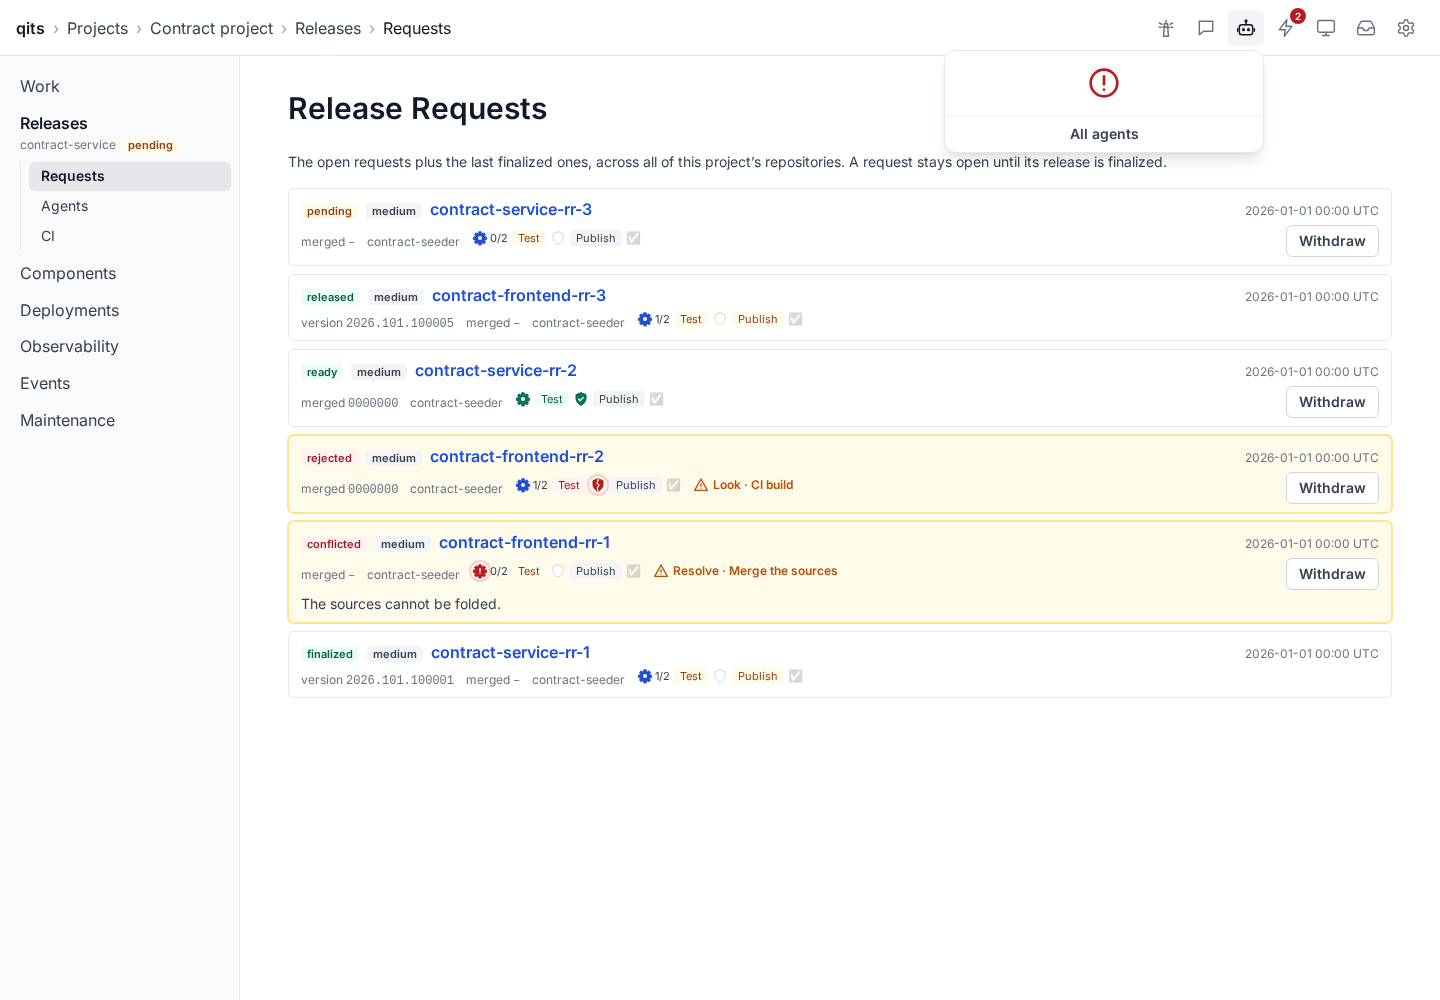 qits › Projects › Contract project › Releases › Requests
2
All agents
Work
Releases
contract-service pending
Requests
Agents
CI
Components
Deployments
Observability
Events
Maintenance
Release Requests
The open requests plus the last finalized ones, across all of this project’s repositories. A request stays open until its release is finalized.
pending medium contract-service-rr-3 2026-01-01 00:00 UTC
merged – contract-seeder 0/2 Test Publish Withdraw
released medium contract-frontend-rr-3 2026-01-01 00:00 UTC
version 2026.101.100005 merged – contract-seeder 1/2 Test Publish
ready medium contract-service-rr-2 2026-01-01 00:00 UTC
merged 0000000 contract-seeder Test Publish Withdraw
rejected medium contract-frontend-rr-2 2026-01-01 00:00 UTC
merged 0000000 contract-seeder 1/2 Test Publish Look · CI build Withdraw
conflicted medium contract-frontend-rr-1 2026-01-01 00:00 UTC
merged – contract-seeder 0/2 Test Publish Resolve · Merge the sources Withdraw
The sources cannot be folded.
finalized medium contract-service-rr-1 2026-01-01 00:00 UTC
version 2026.101.100001 merged – contract-seeder 1/2 Test Publish